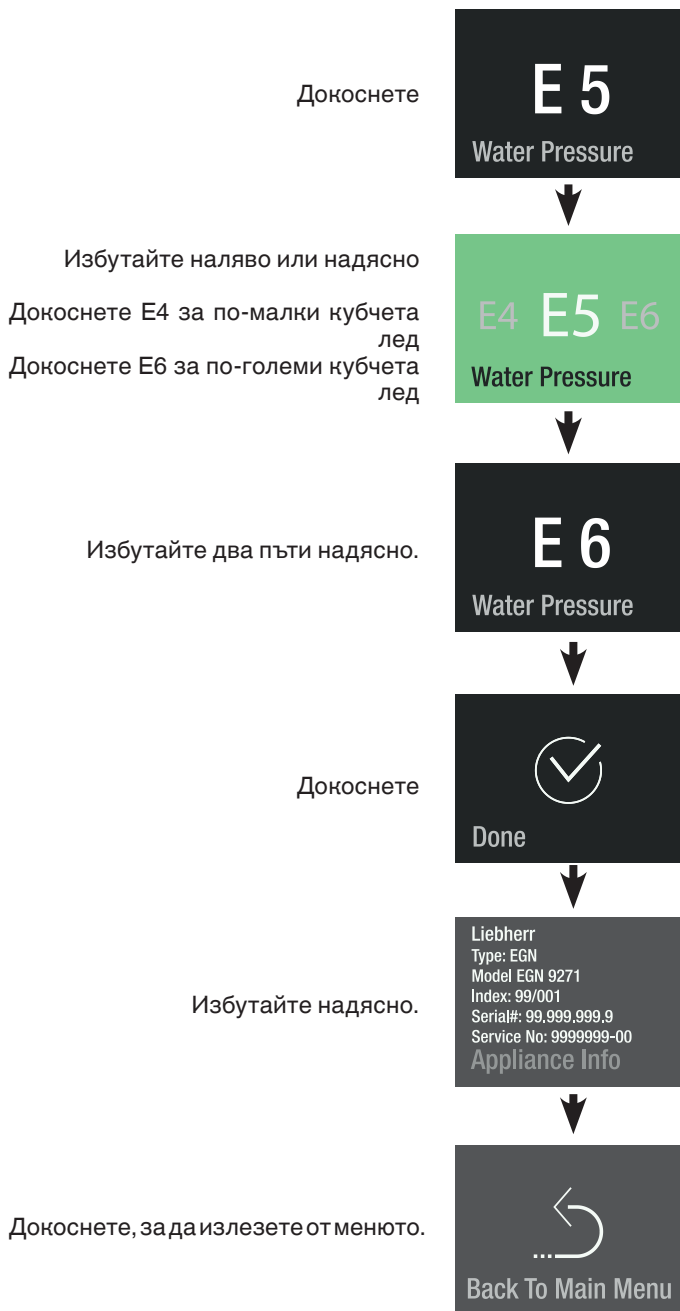 Докоснете
E 5
Water Pressure
Избутайте наляво или надясно
Докоснете E4 за по-малки кубчета
лед
Докоснете E6 за по-големи кубчета
лед
E4 E5 E6
Water Pressure
Избутайте два пъти надясно.
E 6
Water Pressure
Докоснете
Done
Избутайте надясно.
Liebherr
Type: EGN
Model EGN 9271
Index: 99/001
Serial#: 99.999.999.9
Service No: 9999999-00
Appliance Info
Докоснете, за да излезете от менюто.
Back To Main Menu